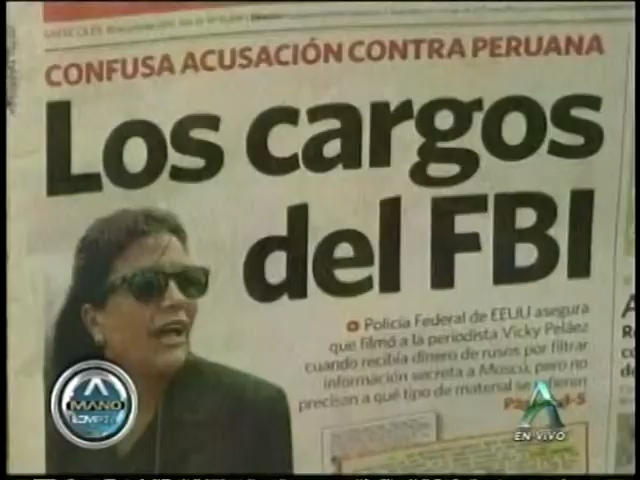 CONFUSA ACUSACIÓN CONTRA PERUANA
Los cargos
del FBI
Policía Federal de EEUU asegura
que filmó a la periodista Vicky Peláez
cuando recibía dinero de rusos por filtrar
información secreta a Moscú, pero no
precisan a qué tipo de material se
MANO
EN VIVO